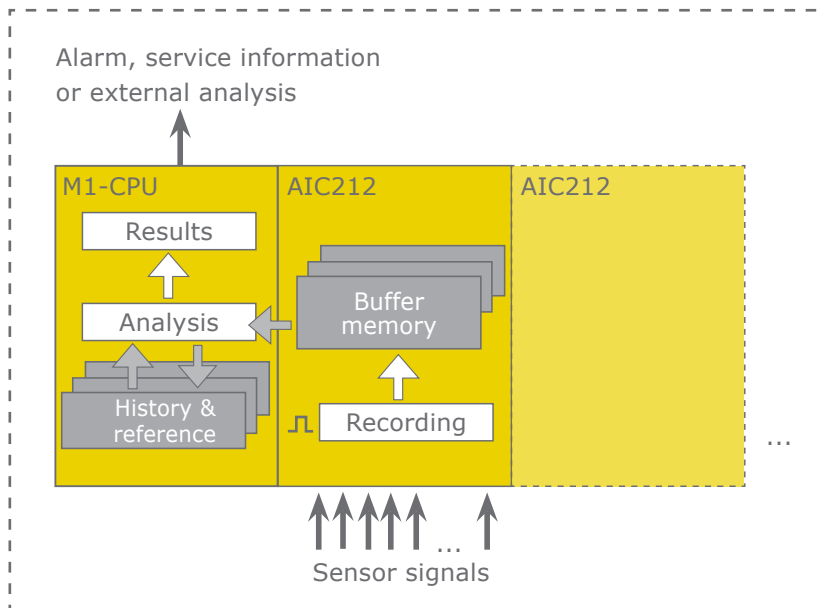 Alarm, service information
or external analysis
M1-CPU
AIC212
AIC212
Results
Analysis
Buffer
memory
History &
reference
Recording
...
...
Sensor signals